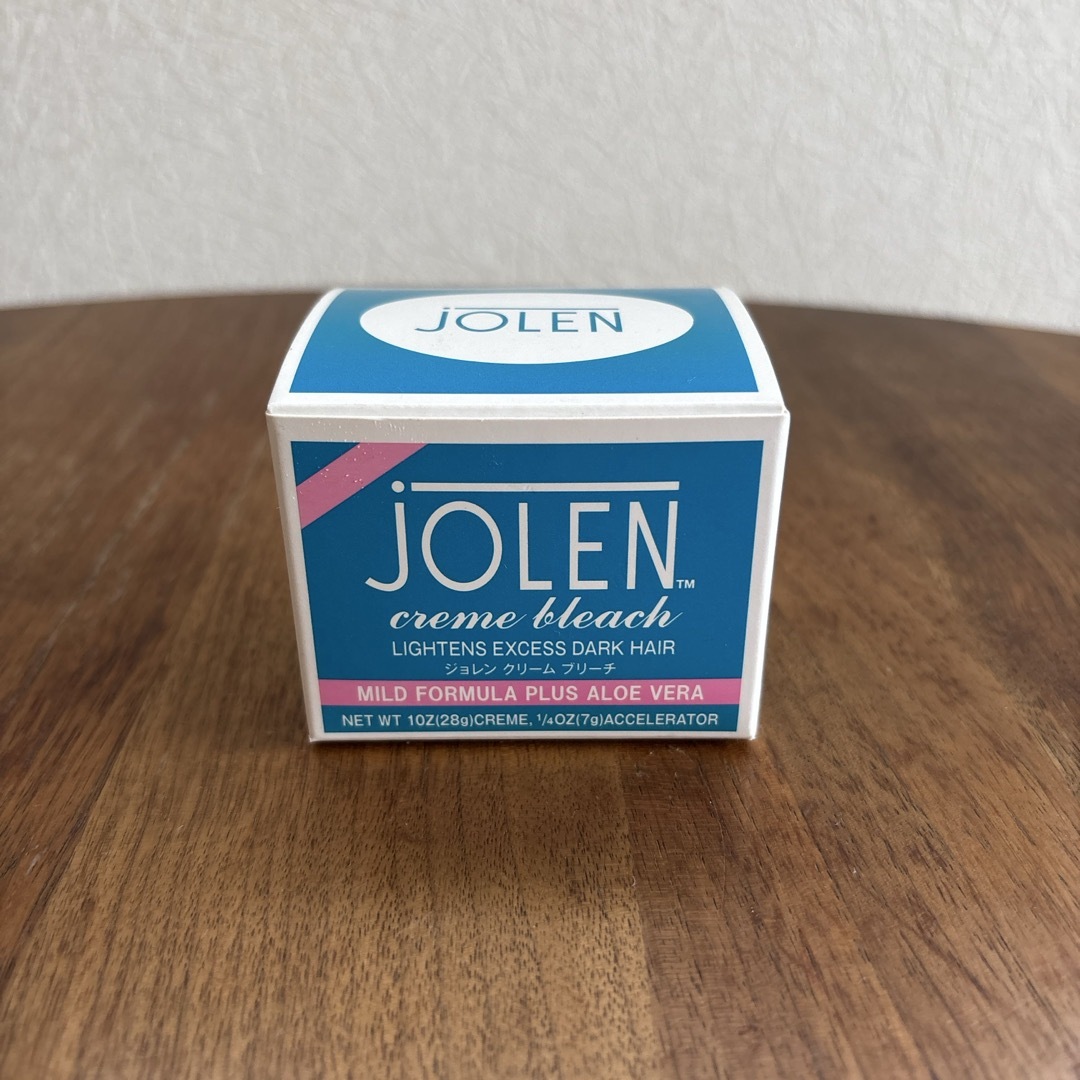 JOLEN
JOLEN™
creme bleach
LIGHTENS EXCESS DARK HAIR
ジョレン クリーム ブリーチ
MILD FORMULA PLUS ALOE VERA
NET WT 1OZ(28g)CREME, 1/4OZ(7g)ACCELERATOR